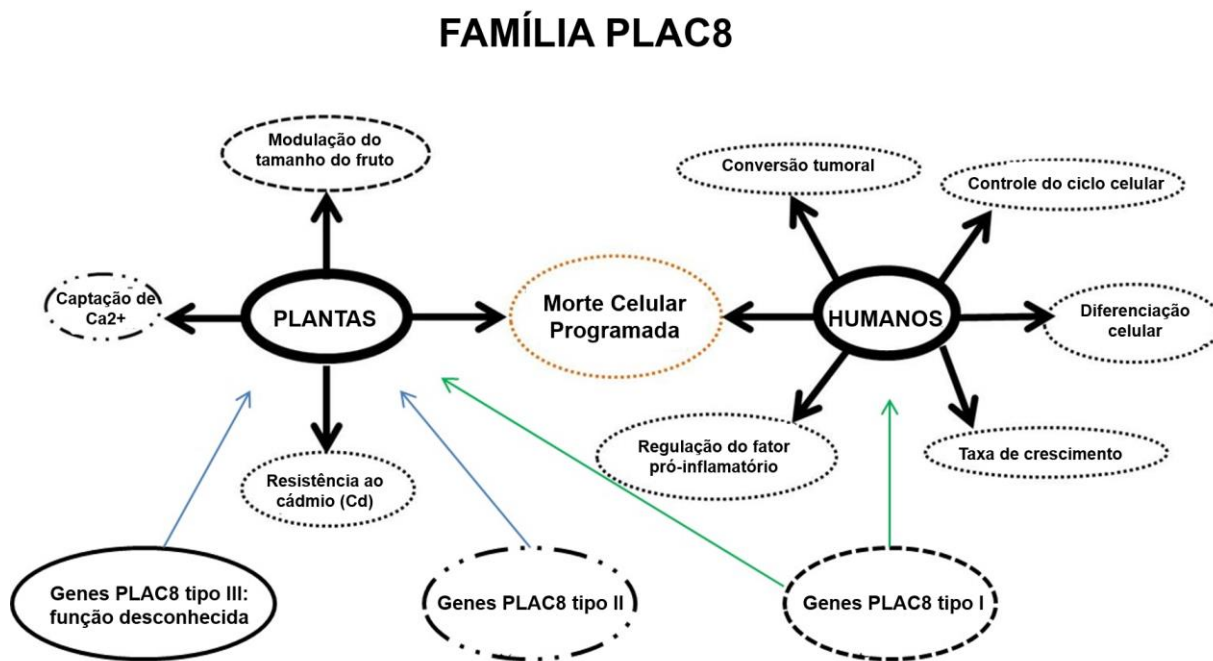 FAMÍLIA PLAC8
Modulação do
tamanho do fruto
Conversão tumoral
Controle do ciclo celular
Captação de
Ca2+
PLANTAS
Morte Celular
Programada
HUMANOS
Diferenciação
celular
Resistência ao
cádmio (Cd)
Regulação do fator
pró-inflamatório
Taxa de crescimento
Genes PLAC8 tipo III:
função desconhecida
Genes PLAC8 tipo II
Genes PLAC8 tipo I